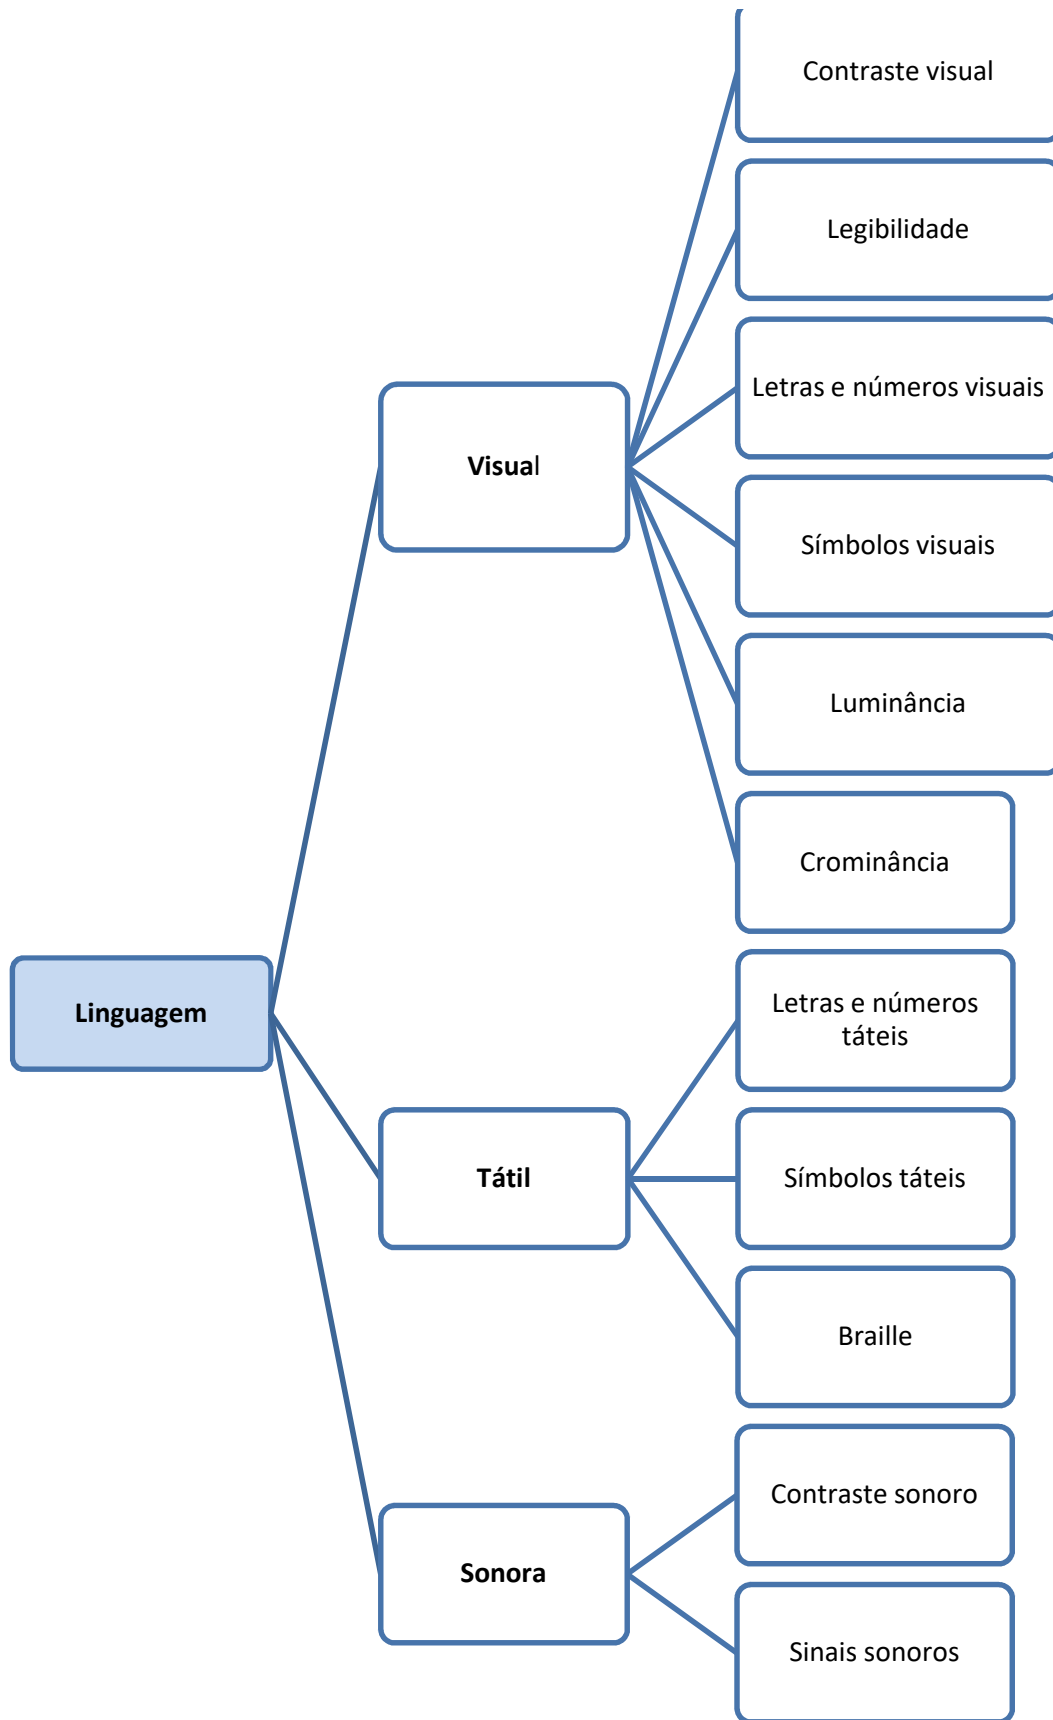 Contraste visual
Legibilidade
Letras e números visuais
Visual
Símbolos visuais
Luminância
Crominância
Linguagem
Letras e números
táteis
Tátil
Símbolos táteis
Braille
Contraste sonoro
Sonora
Sinais sonoros